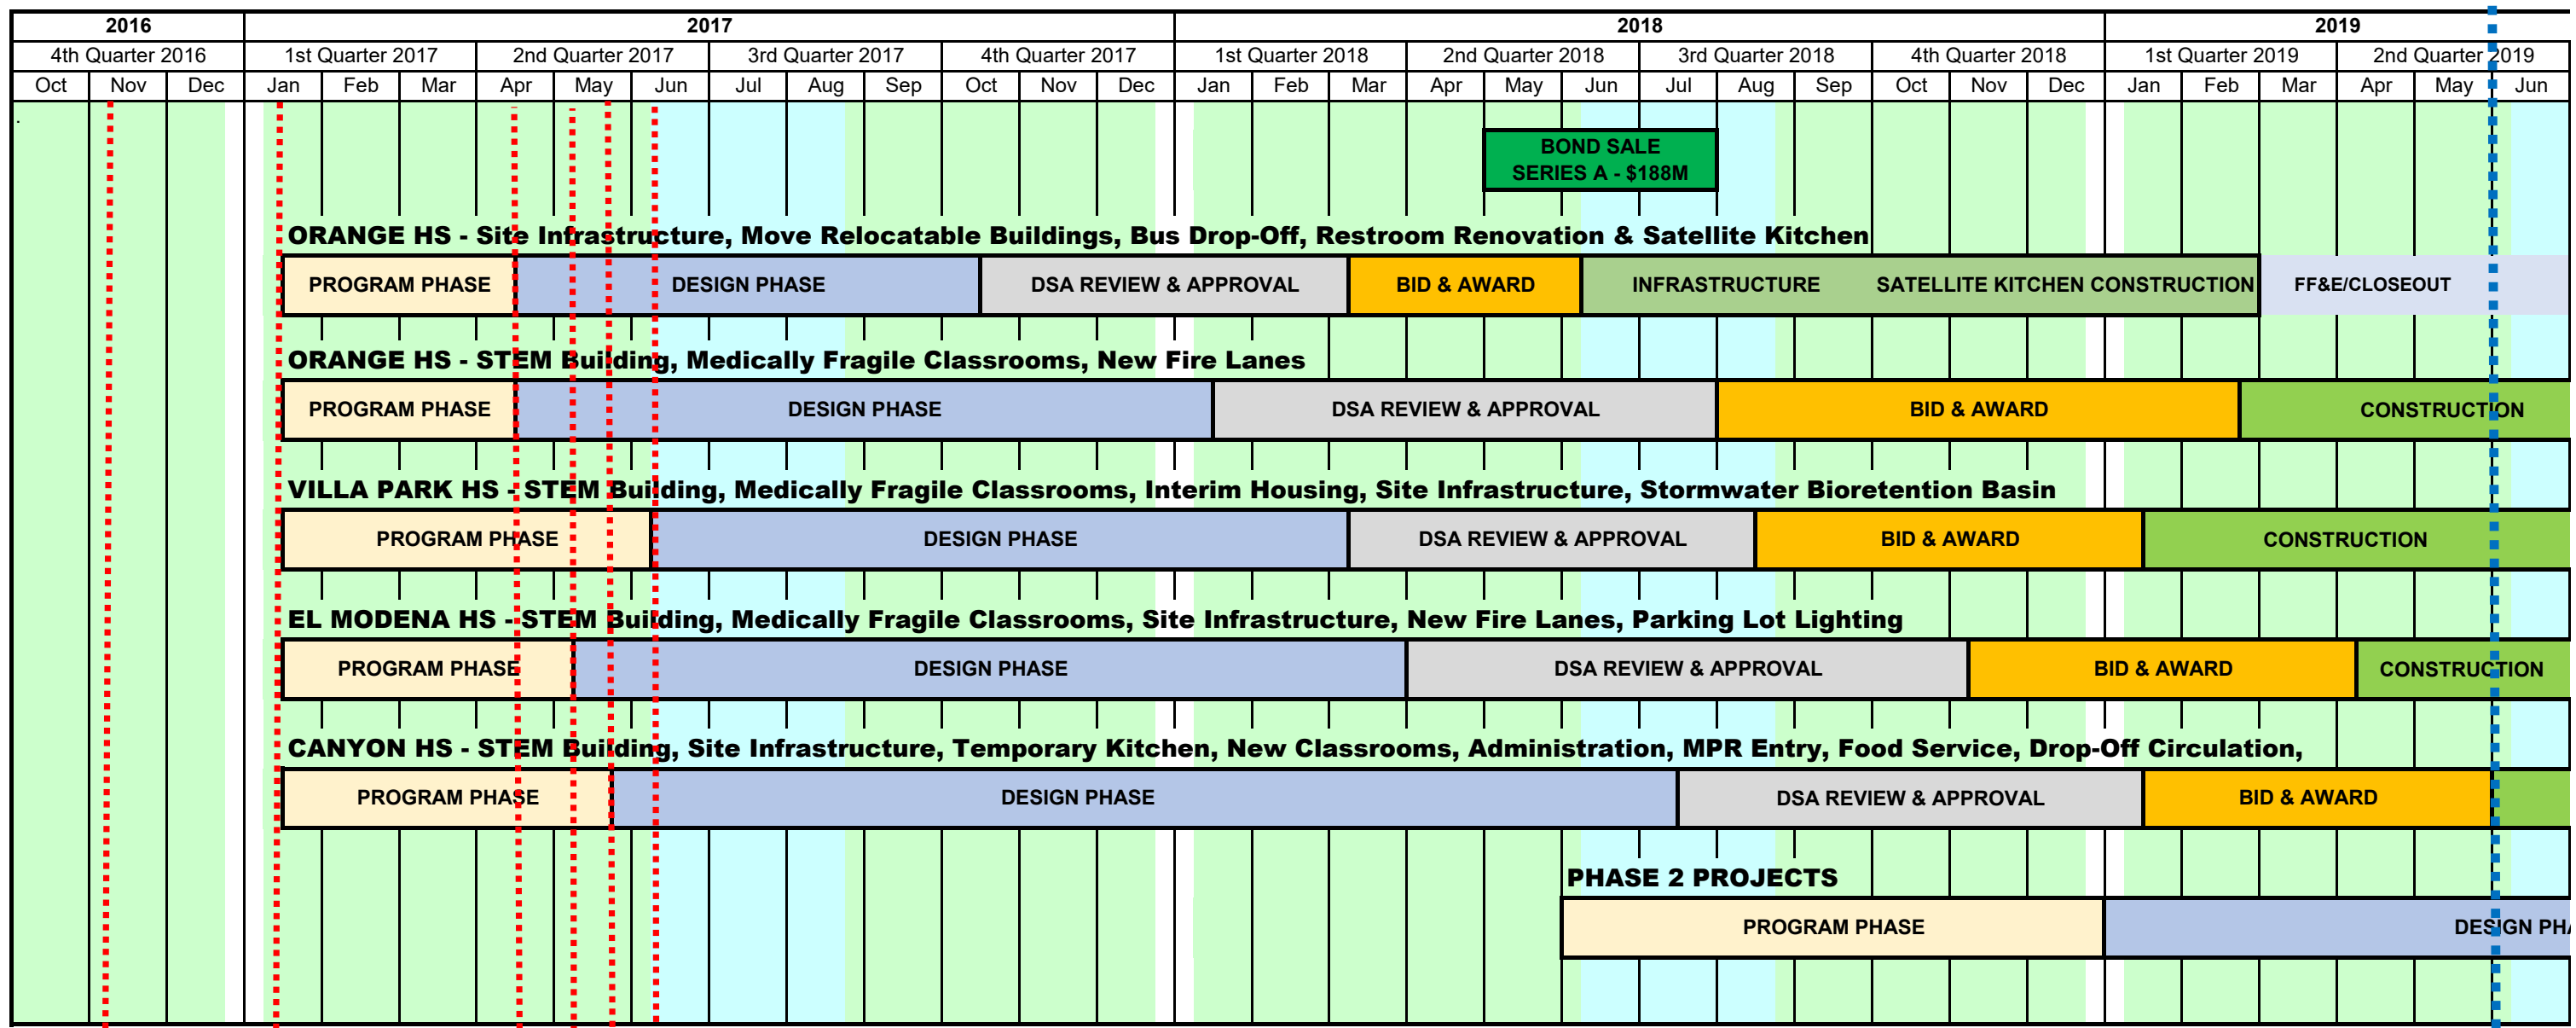 2016 2017 2018 2019
4th Quarter 2016 1st Quarter 2017 2nd Quarter 2017 3rd Quarter 2017 4th Quarter 2017 1st Quarter 2018 2nd Quarter 2018 3rd Quarter 2018 4th Quarter 2018 1st Quarter 2019 2nd Quarter 2019
Oct Nov Dec Jan Feb Mar Apr May Jun Jul Aug Sep Oct Nov Dec Jan Feb Mar Apr May Jun Jul Aug Sep Oct Nov Dec Jan Feb Mar Apr May Jun
BOND SALE
SERIES A - $188M
ORANGE HS - Site Infrastructure, Move Relocatable Buildings, Bus Drop-Off, Restroom Renovation & Satellite Kitchen
PROGRAM PHASE DESIGN PHASE DSA REVIEW & APPROVAL BID & AWARD INFRASTRUCTURE SATELLITE KITCHEN CONSTRUCTION FF&E/CLOSEOUT
ORANGE HS - STEM Building, Medically Fragile Classrooms, New Fire Lanes
PROGRAM PHASE DESIGN PHASE DSA REVIEW & APPROVAL BID & AWARD CONSTRUCTION
VILLA PARK HS - STEM Building, Medically Fragile Classrooms, Interim Housing, Site Infrastructure, Stormwater Bioretention Basin
PROGRAM PHASE DESIGN PHASE DSA REVIEW & APPROVAL BID & AWARD CONSTRUCTION
EL MODENA HS - STEM Building, Medically Fragile Classrooms, Site Infrastructure, New Fire Lanes, Parking Lot Lighting
PROGRAM PHASE DESIGN PHASE DSA REVIEW & APPROVAL BID & AWARD CONSTRUCTION
CANYON HS - STEM Building, Site Infrastructure, Temporary Kitchen, New Classrooms, Administration, MPR Entry, Food Service, Drop-Off Circulation,
PROGRAM PHASE DESIGN PHASE DSA REVIEW & APPROVAL BID & AWARD
PHASE 2 PROJECTS
PROGRAM PHASE DESIGN PHA